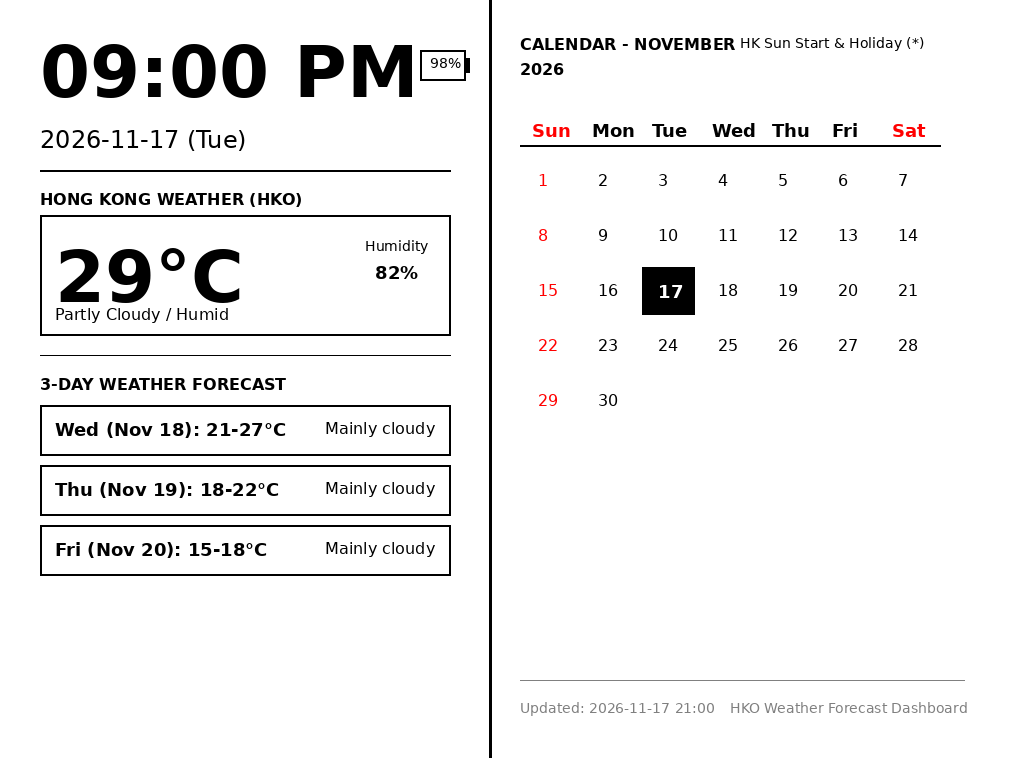 09:00 PM
98%
2026-11-17 (Tue)
HONG KONG WEATHER (HKO)
29°C
Humidity
82%
Partly Cloudy / Humid
3-DAY WEATHER FORECAST
Wed (Nov 18): 21-27°C Mainly cloudy
Thu (Nov 19): 18-22°C Mainly cloudy
Fri (Nov 20): 15-18°C Mainly cloudy
CALENDAR - NOVEMBER 2026
HK Sun Start & Holiday (*)
Sun Mon Tue Wed Thu Fri Sat
1 2 3 4 5 6 7
8 9 10 11 12 13 14
15 16 17 18 19 20 21
22 23 24 25 26 27 28
29 30
Updated: 2026-11-17 21:00 HKO Weather Forecast Dashboard